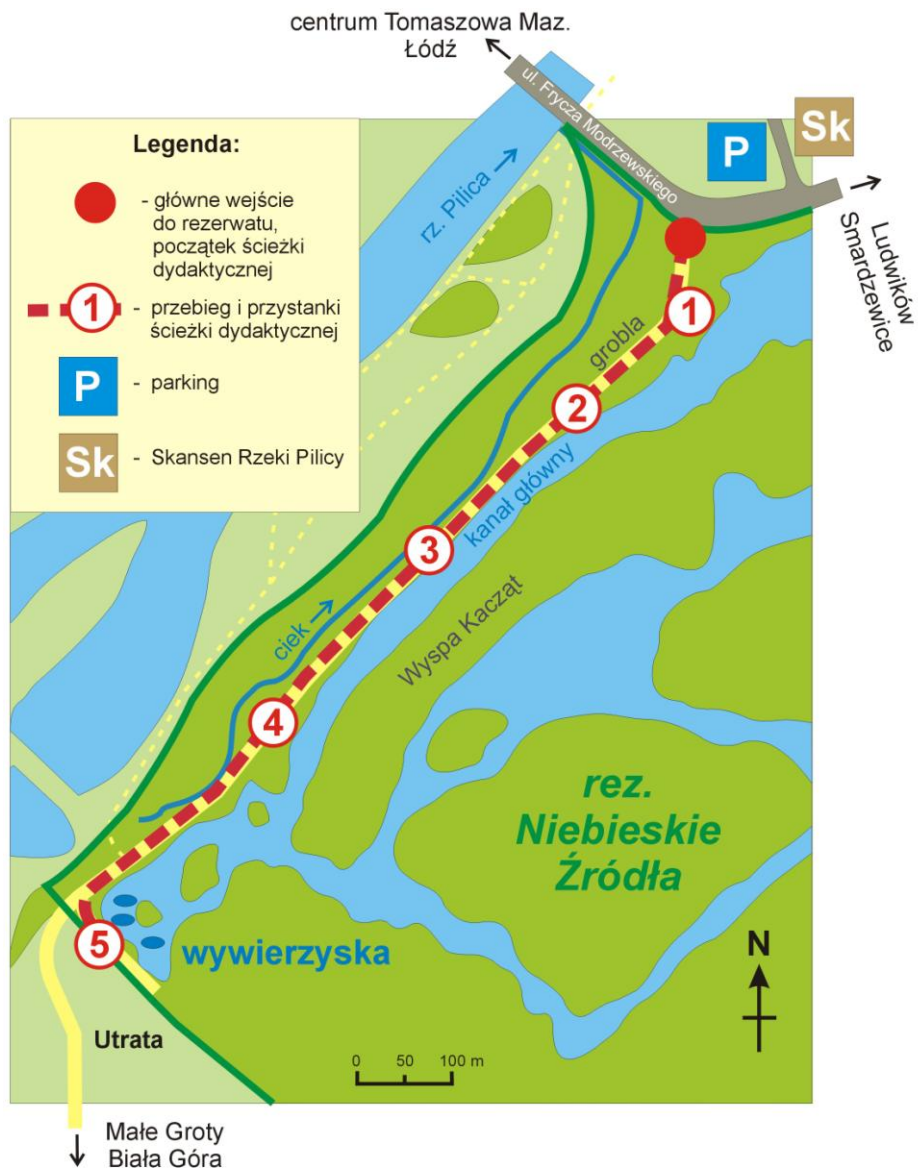 centrum Tomaszowa Maz.
Łódź
ul. Frycza Modrzewskiego
P
Sk
Ludwików
Smardzewice
Legenda:
- główne wejście
do rezerwatu,
początek ścieżki
dydaktycznej
1
- przebieg i przystanki
ścieżki dydaktycznej
P
- parking
Sk
- Skansen Rzeki Pilicy
rz. Pilica
1
grobla
2
kanał główny
3
Wyspa Kacząt
ciek
4
rez.
Niebieskie
Źródła
5
wywierzyska
N
Utrata
0 50 100 m
Małe Groty
Biała Góra